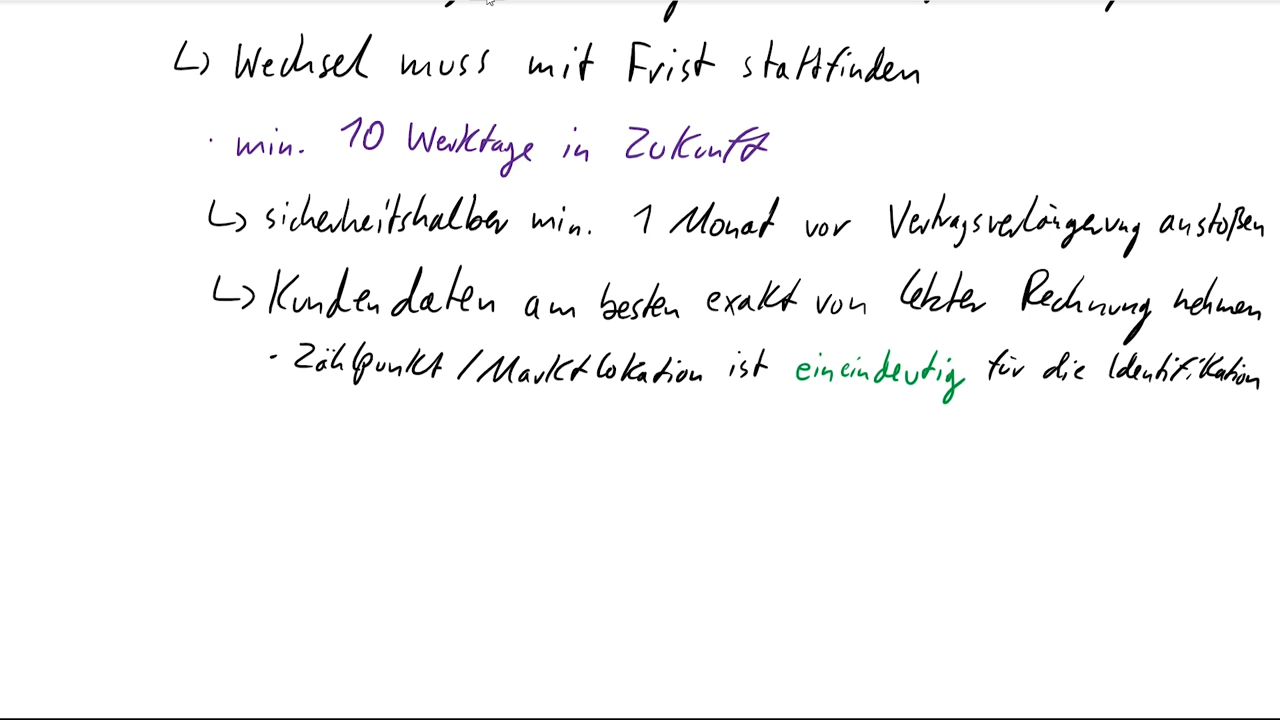 ↳ Wechsel muss mit Frist stattfinden
· min. 10 Werktage in Zukunft
↳ sicherheitshalber min. 1 Monat vor Vertragsverlängerung anstoßen
↳ Kundendaten am besten exakt von letzter Rechnung nehmen
· Zählpunkt / Marktlokation ist eineindeutig für die Identifikation